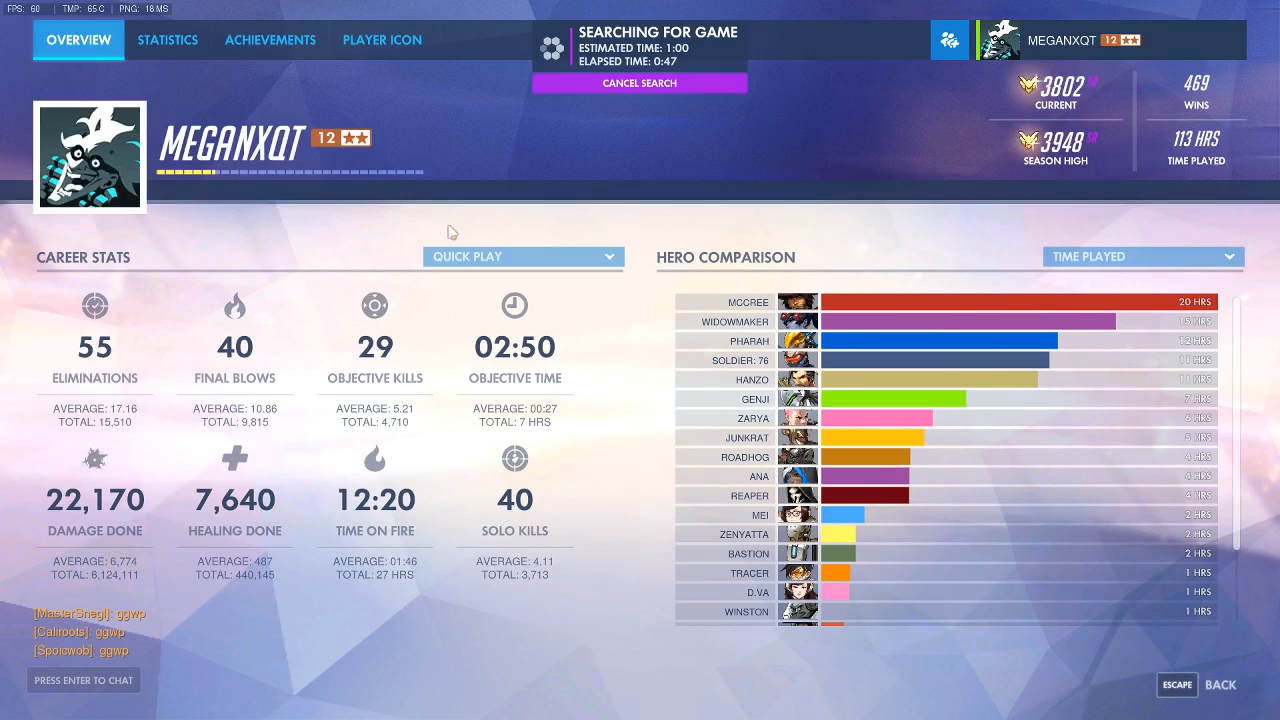 FPS: 60 | TMP: 65 C | PNG: 18 MS
OVERVIEW
STATISTICS
ACHIEVEMENTS
PLAYER ICON
SEARCHING FOR GAME
ESTIMATED TIME: 1:00
ELAPSED TIME: 0:47
CANCEL SEARCH
MEGANXQT 12
3802 SR
CURRENT
469
WINS
3948 SR
SEASON HIGH
113 HRS
TIME PLAYED
MEGANXQT 12
CAREER STATS
QUICK PLAY
55
ELIMINATIONS
AVERAGE: 17.16
TOTAL: 15,510
40
FINAL BLOWS
AVERAGE: 10.86
TOTAL: 9,815
29
OBJECTIVE KILLS
AVERAGE: 5.21
TOTAL: 4,710
02:50
OBJECTIVE TIME
AVERAGE: 00:27
TOTAL: 7 HRS
22,170
DAMAGE DONE
AVERAGE: 6,774
TOTAL: 6,124,111
7,640
HEALING DONE
AVERAGE: 487
TOTAL: 440,145
12:20
TIME ON FIRE
AVERAGE: 01:46
TOTAL: 27 HRS
40
SOLO KILLS
AVERAGE: 4.11
TOTAL: 3,713
HERO COMPARISON
TIME PLAYED
MCCREE 20 HRS
WIDOWMAKER 15 HRS
PHARAH 12 HRS
SOLDIER: 76 11 HRS
HANZO 11 HRS
GENJI 7 HRS
ZARYA 6 HRS
JUNKRAT 5 HRS
ROADHOG 4 HRS
ANA 4 HRS
REAPER 4 HRS
MEI 2 HRS
ZENYATTA 2 HRS
BASTION 2 HRS
TRACER 1 HRS
D.VA 1 HRS
WINSTON 1 HRS
[MasterSnegl]: ggwp
[Caliroots]: ggwp
[Spoicwob]: ggwp
PRESS ENTER TO CHAT
ESCAPE BACK